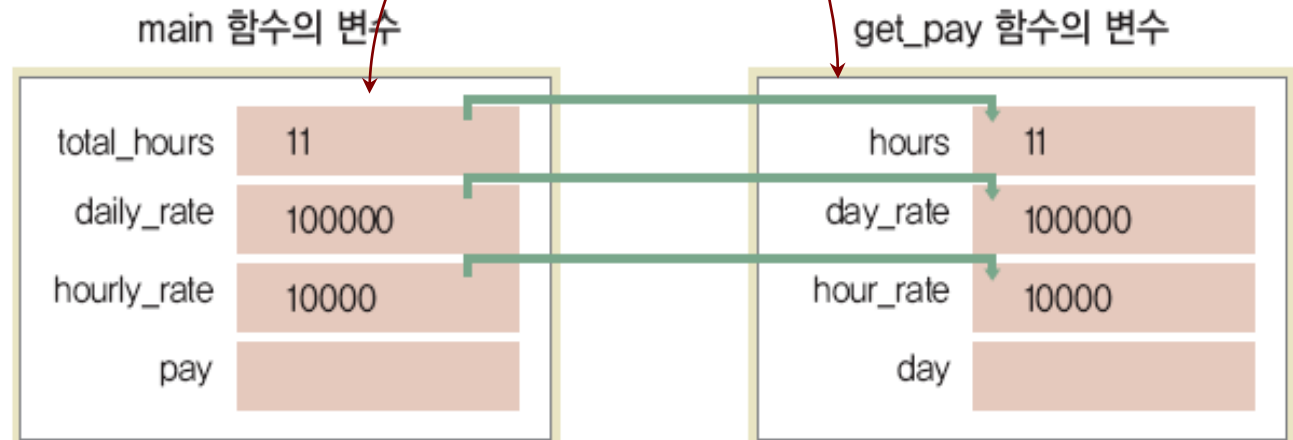 main 함수의 변수
get_pay 함수의 변수
total_hours 11
hours 11
daily_rate 100000
day_rate 100000
hourly_rate 10000
hour_rate 10000
pay
day